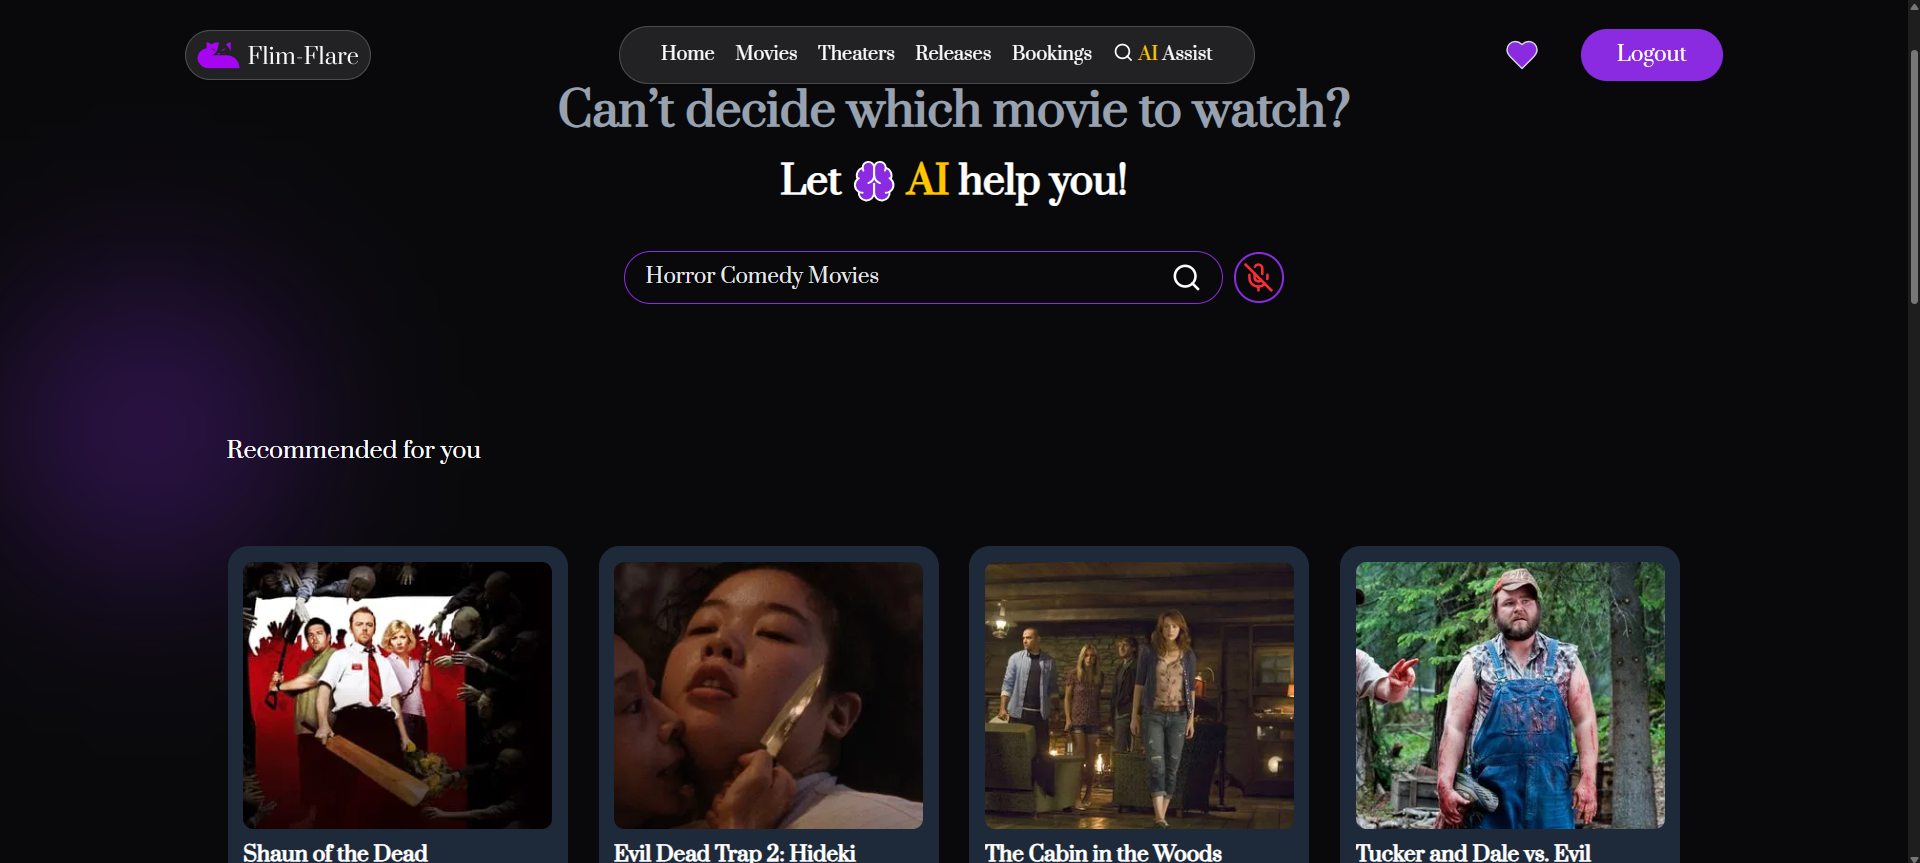 Flim-Flare
Home Movies Theaters Releases Bookings AI Assist
Logout
Can’t decide which movie to watch?
Let AI help you!
Horror Comedy Movies
Recommended for you
Shaun of the Dead
Evil Dead Trap 2: Hideki
The Cabin in the Woods
Tucker and Dale vs. Evil